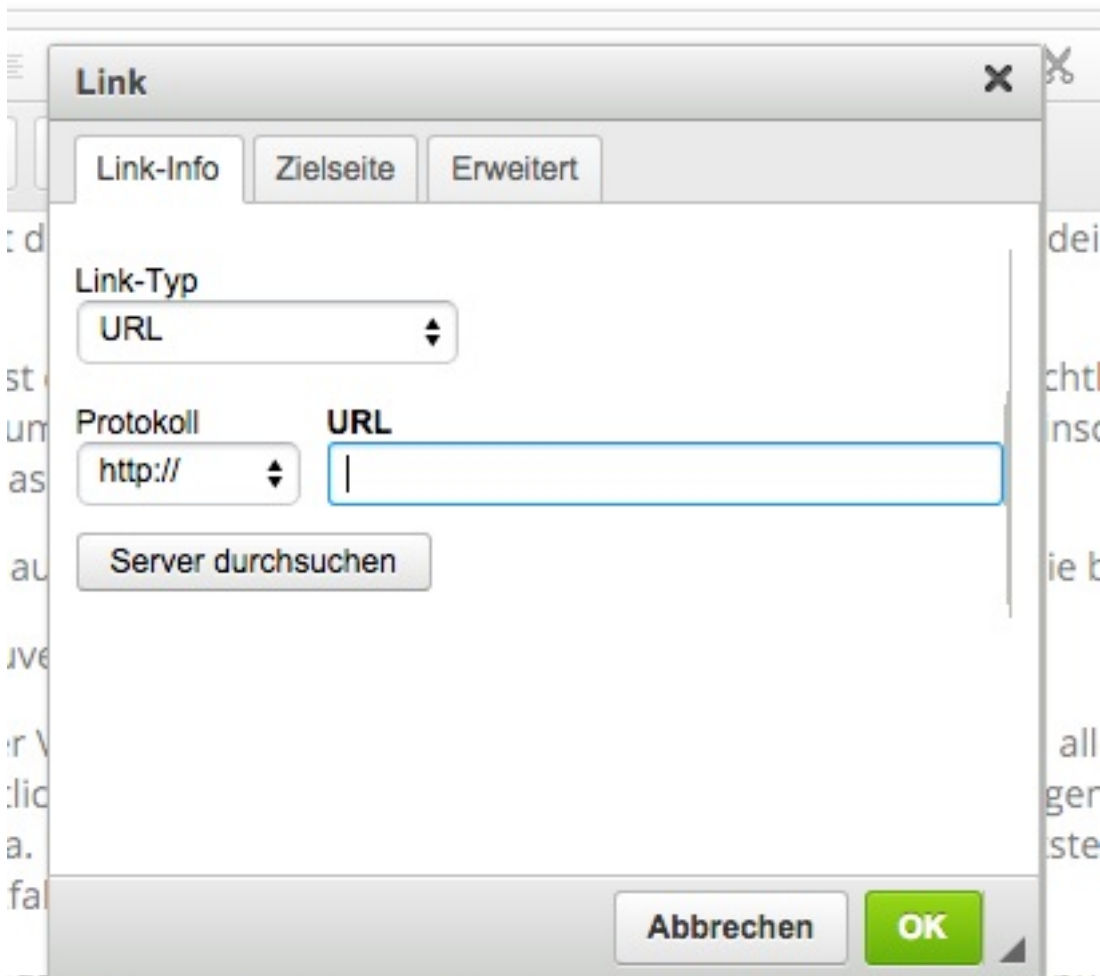 Link
Link-Info Zielseite Erweitert
Link-Typ
URL
Protokoll URL
http://
Server durchsuchen
Abbrechen OK